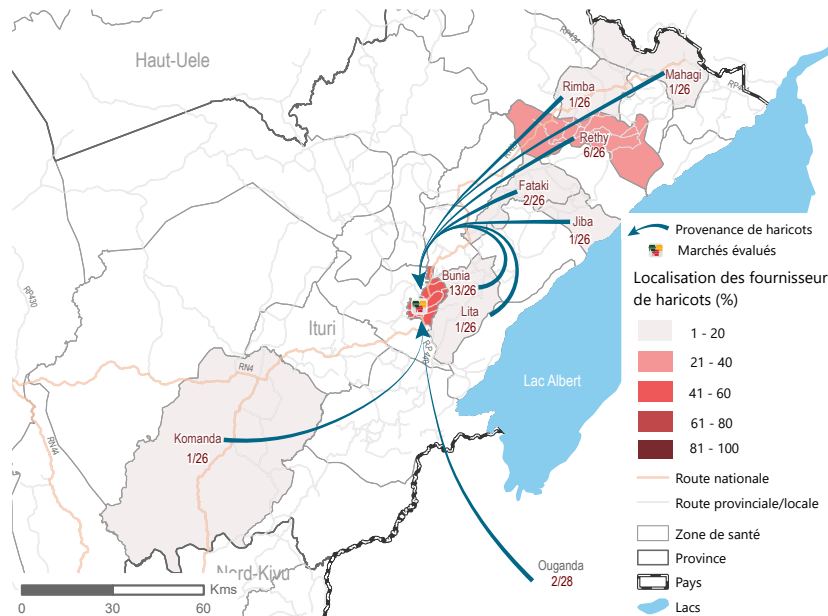 Haut-Uele
RP434
Mahagi
1/26
Rimba
1/26
Rethy
6/26
Fataki
2/26
Jiba
1/26
Bunia
13/26
Lita
1/26
Ituri
RP430
RN4
RN44
Komanda
1/26
Lac Albert
Ouganda
2/28
Nord-Kivu
Kms
0 30 60
Provenance de haricots
Marchés évalués
Localisation des fournisseur
de haricots (%)
1 - 20
21 - 40
41 - 60
61 - 80
81 - 100
Route nationale
Route provinciale/locale
Zone de santé
Province
Pays
Lacs